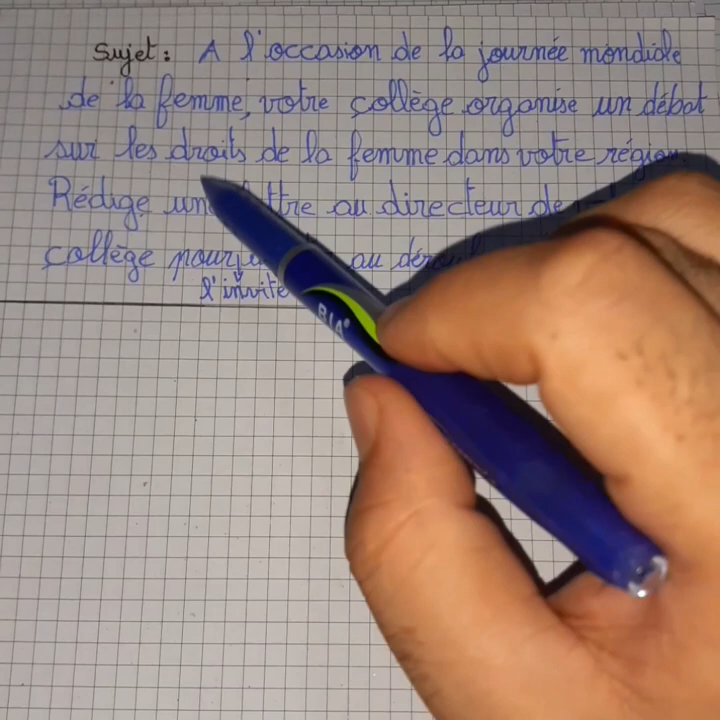 Sujet: A l'occasion de la journée mondiale
de la femme, votre collège organise un débat
sur les droits de la femme dans votre région.
Rédige une lettre au directeur de
collège pour au
l'invite
BIA